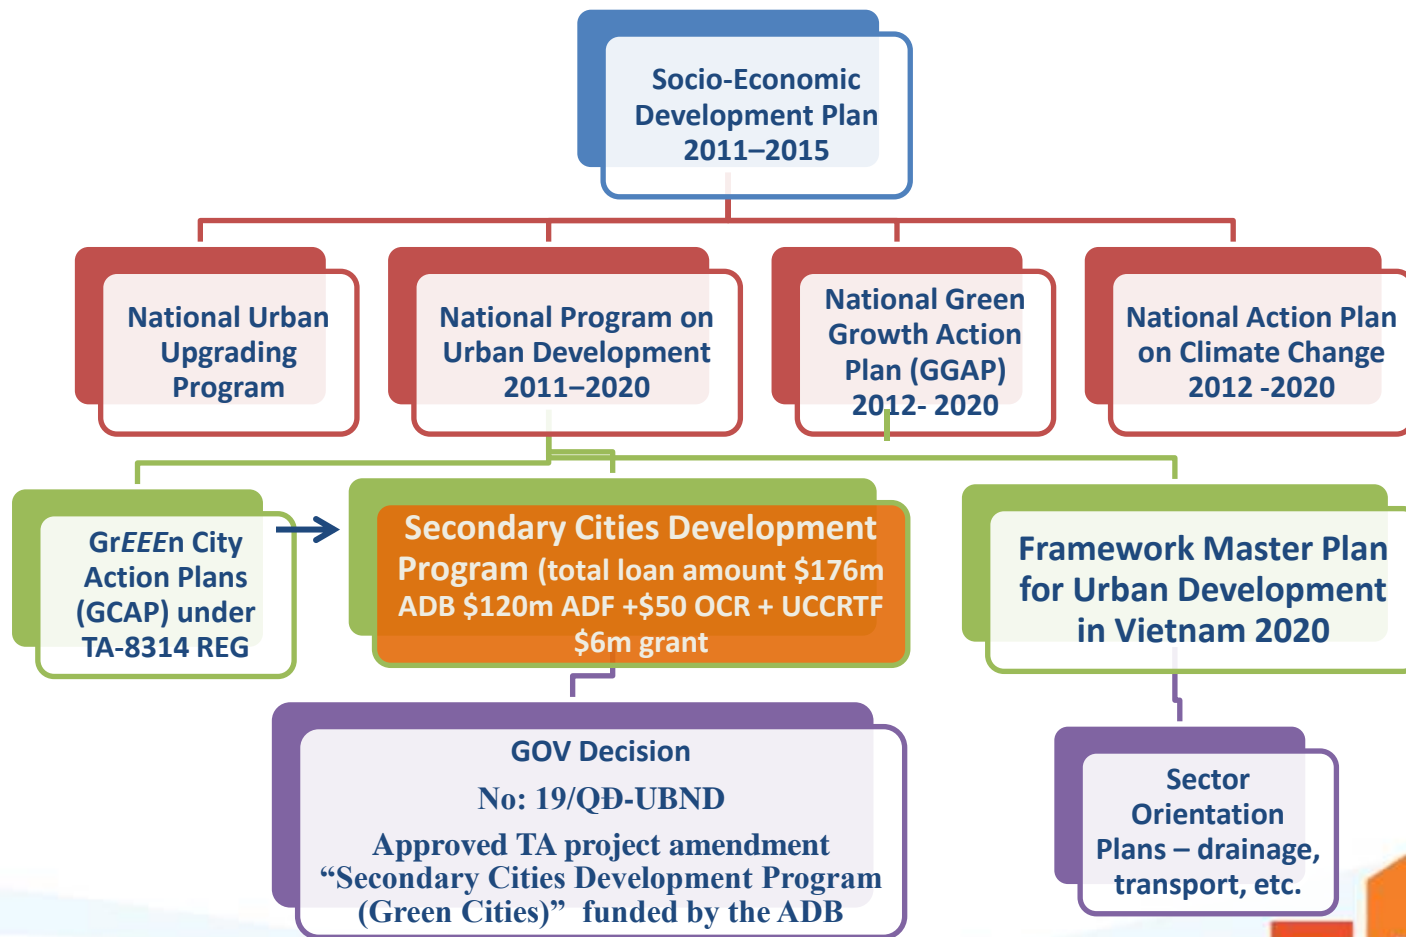 Socio-Economic
Development Plan
2011–2015
National Urban
Upgrading
Program
National Program on
Urban Development
2011–2020
National Green
Growth Action
Plan (GGAP)
2012- 2020
National Action Plan
on Climate Change
2012 -2020
GrEEEn City
Action Plans
(GCAP) under
TA-8314 REG
Secondary Cities Development
Program (total loan amount $176m
ADB $120m ADF +$50 OCR + UCCRTF
$6m grant
Framework Master Plan
for Urban Development
in Vietnam 2020
GOV Decision
No: 19/QĐ-UBND
Approved TA project amendment
“Secondary Cities Development Program
(Green Cities)” funded by the ADB
Sector
Orientation
Plans – drainage,
transport, etc.